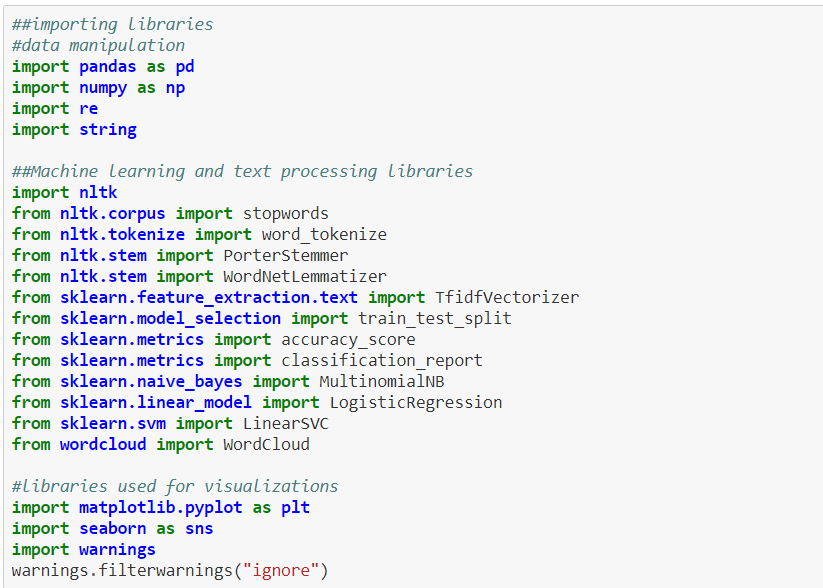 ##importing libraries
#data manipulation
import pandas as pd
import numpy as np
import re
import string
##Machine learning and text processing libraries
import nltk
from nltk.corpus import stopwords
from nltk.tokenize import word_tokenize
from nltk.stem import PorterStemmer
from nltk.stem import WordNetLemmatizer
from sklearn.feature_extraction.text import TfidfVectorizer
from sklearn.model_selection import train_test_split
from sklearn.metrics import accuracy_score
from sklearn.metrics import classification_report
from sklearn.naive_bayes import MultinomialNB
from sklearn.linear_model import LogisticRegression
from sklearn.svm import LinearSVC
from wordcloud import WordCloud
#libraries used for visualizations
import matplotlib.pyplot as plt
import seaborn as sns
import warnings
warnings.filterwarnings("ignore")